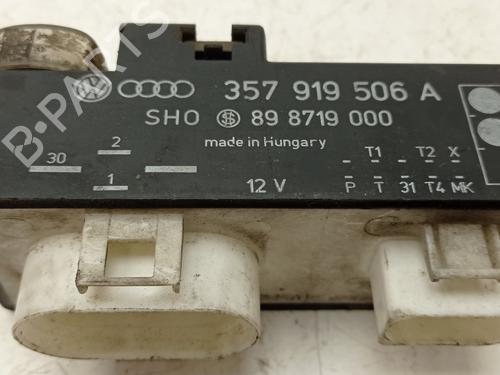 B-PARTS
357 919 506 A
SHO 89 8719 000
made in Hungary
2
30
1
12 V
T1 T2 X
P T 31 T4 MK